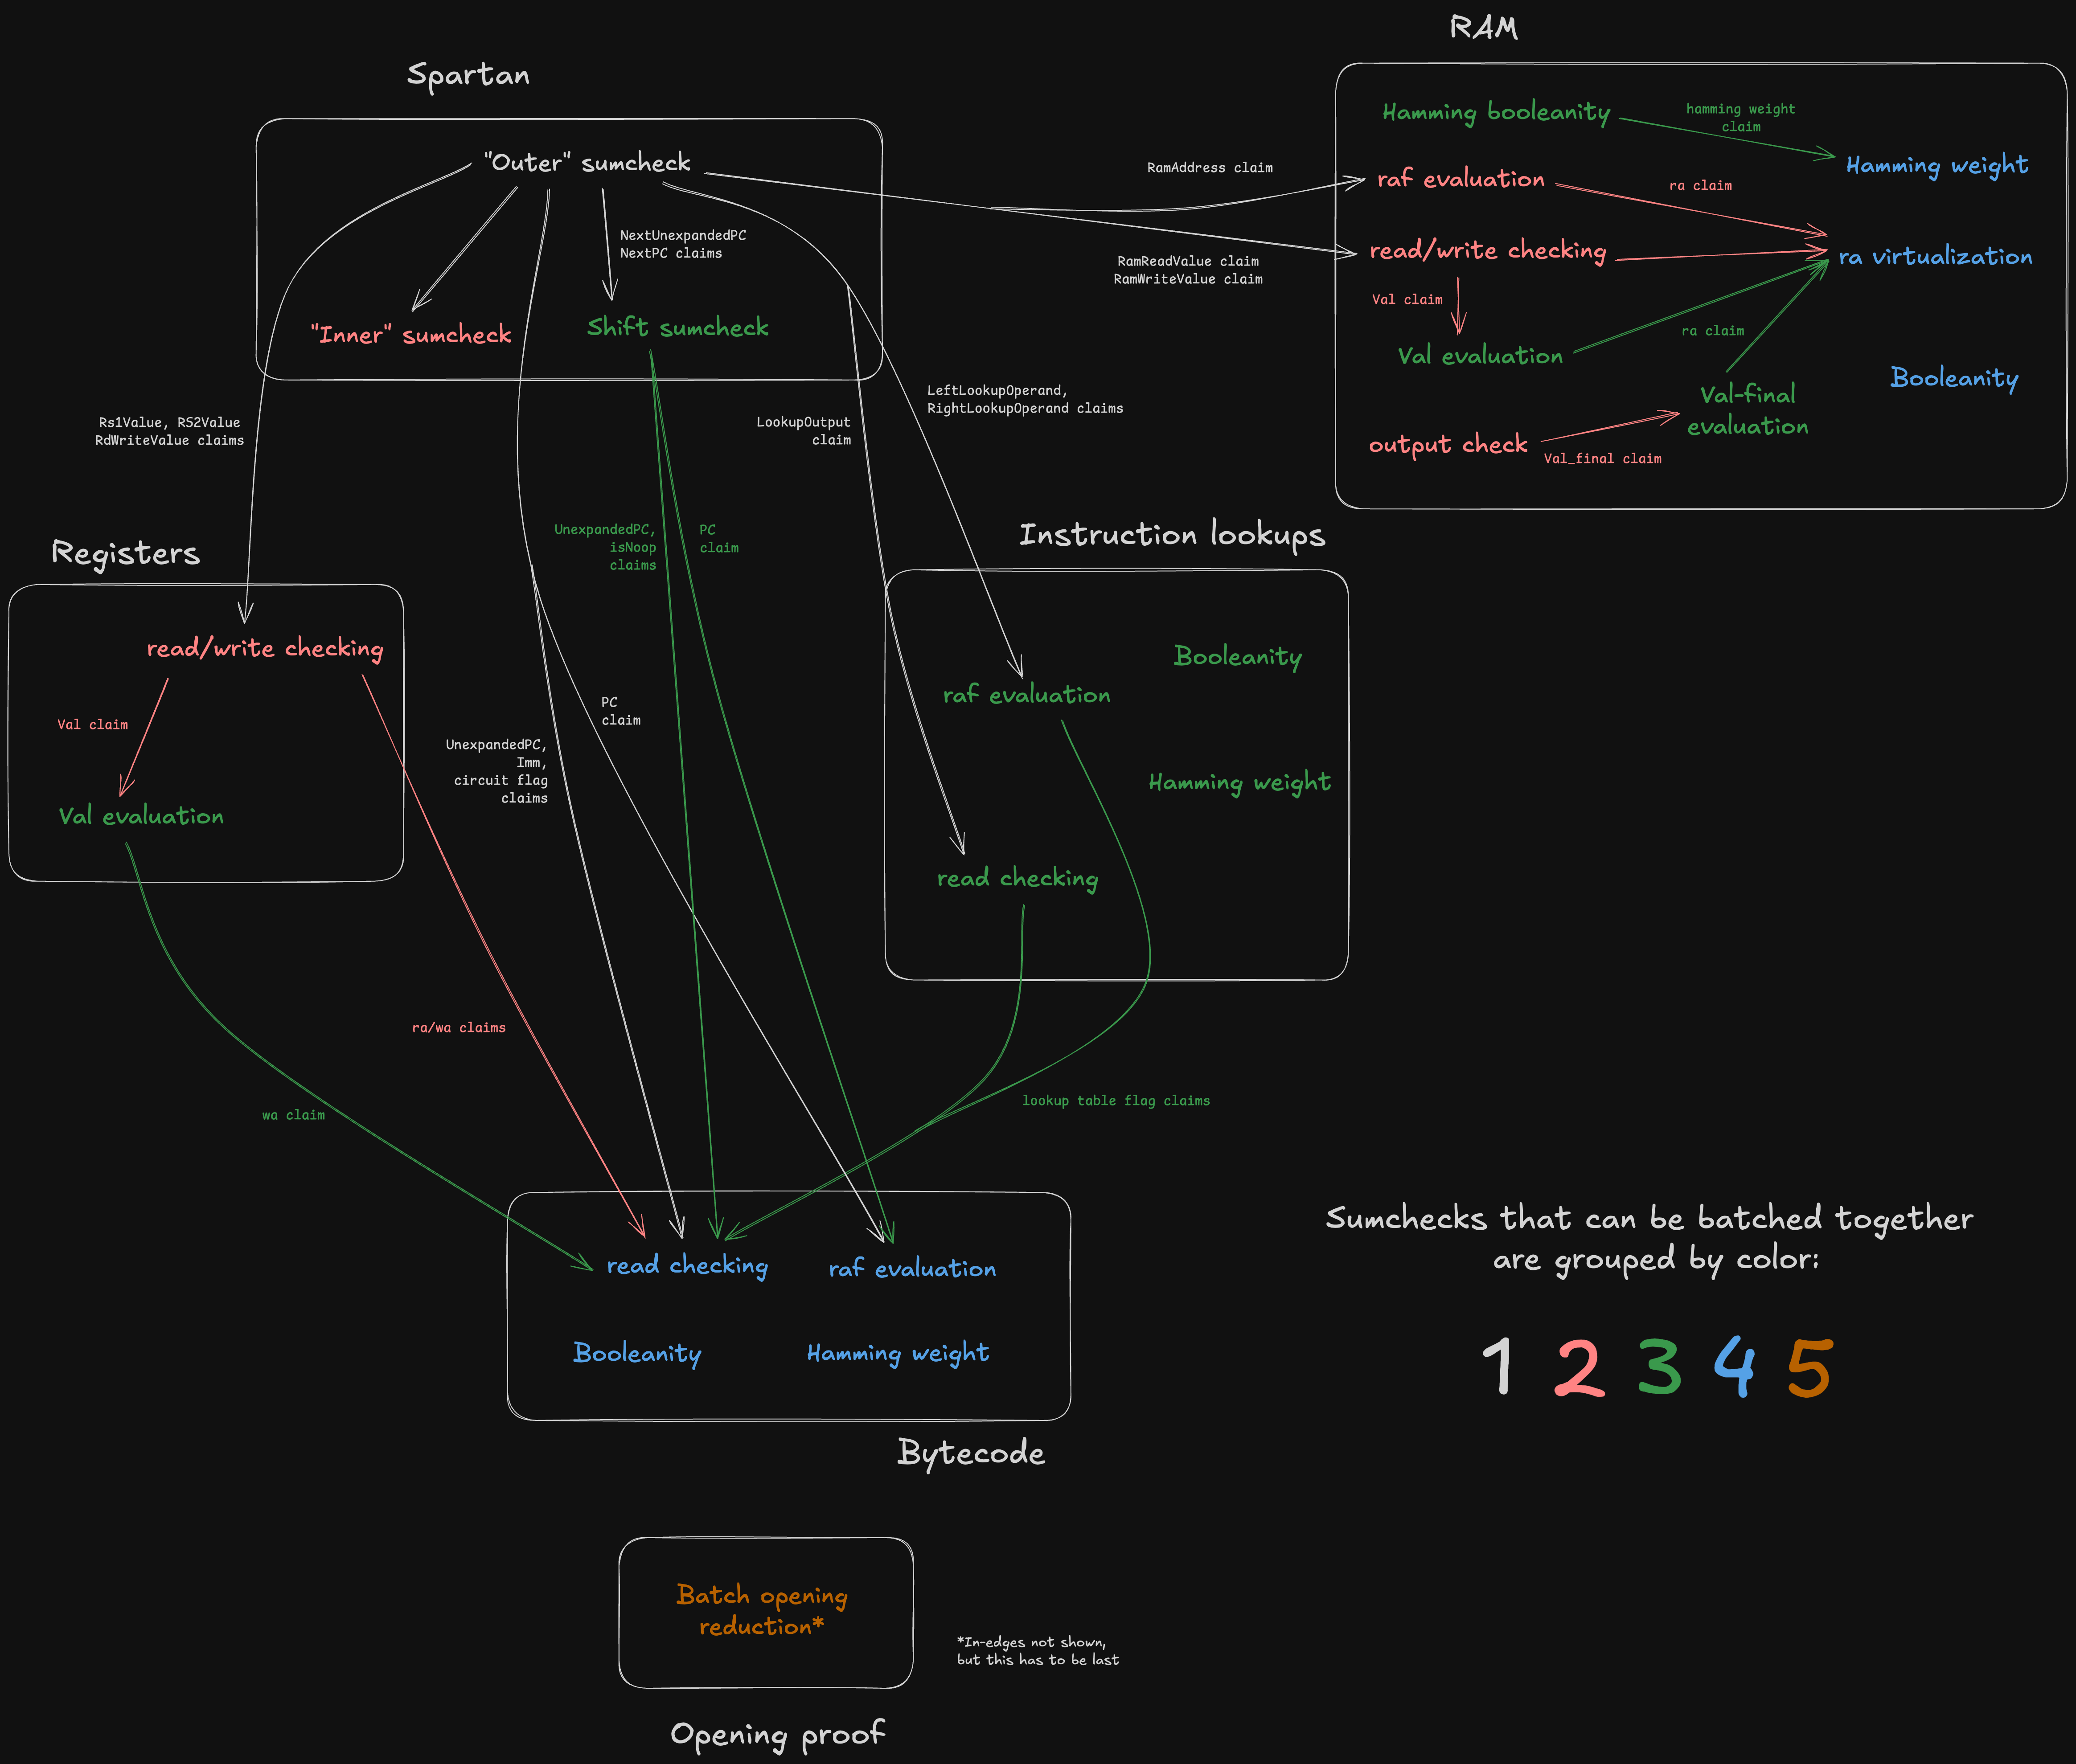 RAM
Spartan
"Outer" sumcheck
NextUnexpandedPC
NextPC claims
"Inner" sumcheck
Shift sumcheck
RamAddress claim
RamReadValue claim
RamWriteValue claim
Hamming booleanity
hamming weight
claim
Hamming weight
raf evaluation
ra claim
read/write checking
ra virtualization
Val claim
Val evaluation
ra claim
Booleanity
Val-final
evaluation
output check
Val_final claim
Rs1Value, RS2Value
RdWriteValue claims
LookupOutput
claim
LeftLookupOperand,
RightLookupOperand claims
UnexpandedPC,
isNoop
claims
PC
claim
Registers
read/write checking
Val claim
Val evaluation
PC
claim
UnexpandedPC,
Imm,
circuit flag
claims
Instruction lookups
Booleanity
raf evaluation
Hamming weight
read checking
ra/wa claims
wa claim
lookup table flag claims
read checking
raf evaluation
Booleanity
Hamming weight
Bytecode
Sumchecks that can be batched together
are grouped by color:
1 2 3 4 5
Batch opening
reduction*
*In-edges not shown,
but this has to be last
Opening proof